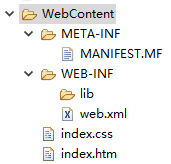 WebContent
META-INF
MANIFEST.MF
WEB-INF
lib
web.xml
index.css
index.htm